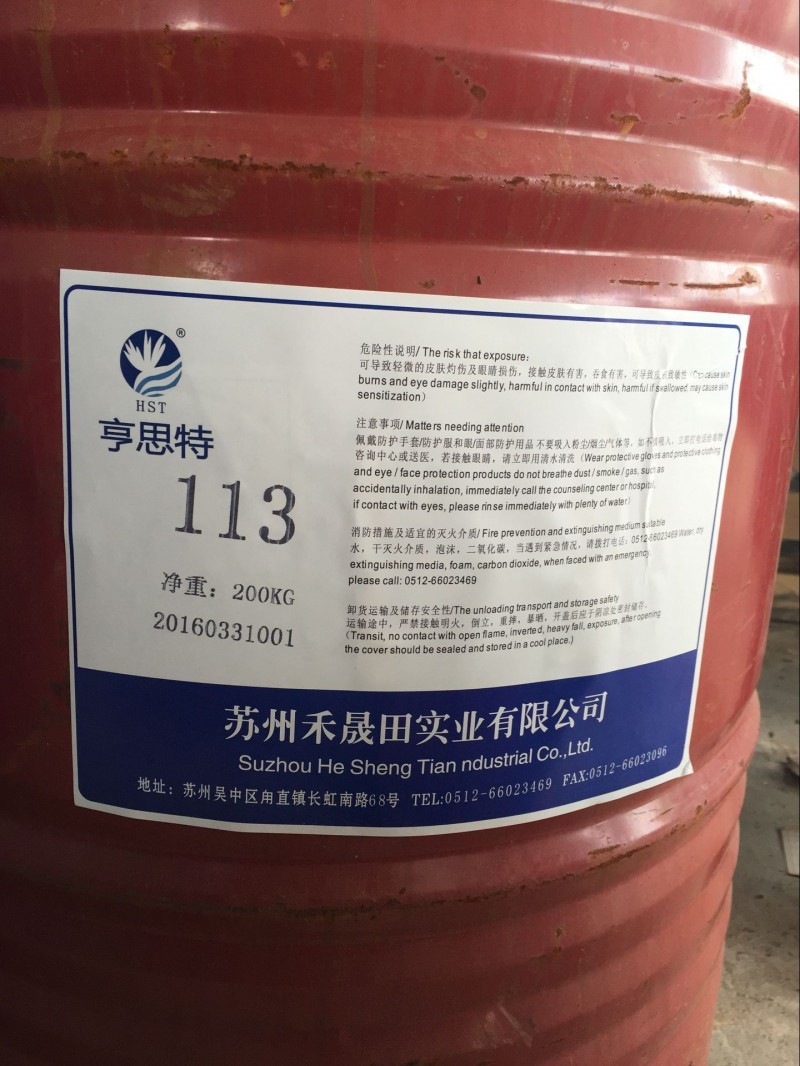 ®
HST
亨思特
113
净重：200KG
20160331001
危险性说明/ The risk that exposure:
可导致轻微的皮肤灼伤及眼睛损伤，接触皮肤有害，吞食有害，可导致皮 致敏性 cause skin
burns and eye damage slightly, harmful in contact with skin, harmful if swallowed, may cause skin
sensitization）
注意事项/ Matters needing attention
佩戴防护手套/防护服和眼/面部防护用品 不要吸入粉尘/烟尘/气体等，如不 吸入，立即打电话给毒物
咨询中心或送医，若接触眼睛，请立即用清水清洗（Wear protective gloves and protective clothing
and eye / face protection products do not breathe dust / smoke / gas, such as
accidentally inhalation, immediately call the counseling center or hospital,
if contact with eyes, please rinse immediately with plenty of water）
消防措施及适宜的灭火介质/ Fire prevention and extinguishing medium suitable
水，干灭火介质，泡沫，二氧化碳，当遇到紧急情况，请拨打电话：0512-66023469 Water, dry
extinguishing media, foam, carbon dioxide, when faced with an emergency,
please call: 0512-66023469
卸货运输及储存安全性/The unloading transport and storage safety
运输途中，严禁接触明火，倒立，重摔，暴晒，开盖后应于阴凉处密封储存。
（Transit, no contact with open flame, inverted, heavy fall, exposure, after opening
the cover should be sealed and stored in a cool place.）
苏州禾晟田实业有限公司
Suzhou He Sheng Tian ndustrial Co.,Ltd.
地址：苏州吴中区甪直镇长虹南路68号 TEL:0512-66023469 FAX:0512-66023096